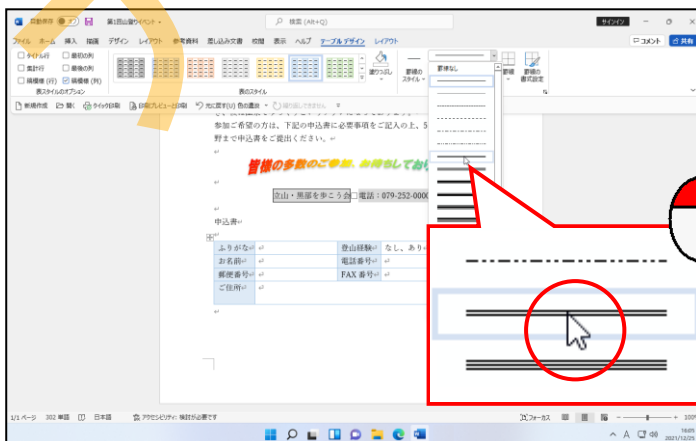 自動保存 オフ 第1回山登りイベント 検索 (Alt+Q) サインイン
ファイル ホーム 挿入 描画 デザイン レイアウト 参考資料 差し込み文書 校閲 表示 ヘルプ テーブル デザイン レイアウト コメント 共有
タイトル行 最初の列
集計行 最後の列
縞模様 (行) 縞模様 (列)
塗りつぶし 罫線の スタイル 罫線なし 罫線 罫線の 書式設定
表スタイルのオプション 表のスタイル
新規作成 開く クイック印刷 印刷プレビューと印刷 元に戻す(U) 色の濃淡 繰り返しできません
参加ご希望の方は、下記の申込書に必要事項をご記入の上、5
野まで申込書をご提出ください。
皆様の多数のご参加、お待ちしており
立山・黒部を歩こう会□電話：079-252-0000
申込書
ふりがな 登山経験 なし、あり
お名前 電話番号
郵便番号 FAX 番号
ご住所
1/1 ページ 302 単語 日本語 アクセシビリティ: 検討が必要です フォーカス 100%
A